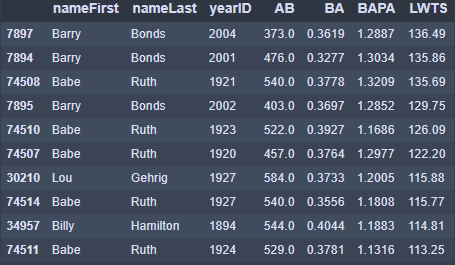 nameFirst nameLast yearID AB BA BAPA LWTS
7897 Barry Bonds 2004 373.0 0.3619 1.2887 136.49
7894 Barry Bonds 2001 476.0 0.3277 1.3034 135.86
74508 Babe Ruth 1921 540.0 0.3778 1.3209 135.69
7895 Barry Bonds 2002 403.0 0.3697 1.2852 129.75
74510 Babe Ruth 1923 522.0 0.3927 1.1686 126.09
74507 Babe Ruth 1920 457.0 0.3764 1.2977 122.20
30210 Lou Gehrig 1927 584.0 0.3733 1.2005 115.88
74514 Babe Ruth 1927 540.0 0.3556 1.1808 115.77
34957 Billy Hamilton 1894 544.0 0.4044 1.1883 114.81
74511 Babe Ruth 1924 529.0 0.3781 1.1316 113.25